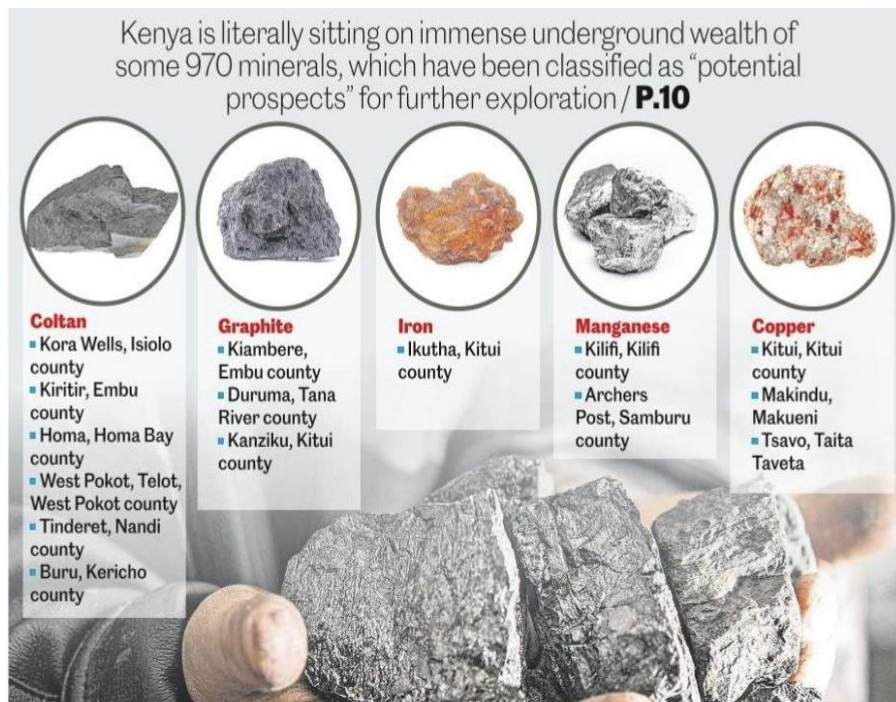 Kenya is literally sitting on immense underground wealth of
some 970 minerals, which have been classified as “potential
prospects” for further exploration / P.10
Coltan
▪ Kora Wells, Isiolo
county
▪ Kiritir, Embu
county
▪ Homa, Homa Bay
county
▪ West Pokot, Telot,
West Pokot county
▪ Tinderet, Nandi
county
▪ Buru, Kericho
county
Graphite
▪ Kiambere,
Embu county
▪ Duruma, Tana
River county
▪ Kanziku, Kitui
county
Iron
▪ Ikutha, Kitui
county
Manganese
▪ Kilifi, Kilifi
county
▪ Archers
Post, Samburu
county
Copper
▪ Kitui, Kitui
county
▪ Makindu,
Makueni
▪ Tsavo, Taita
Taveta